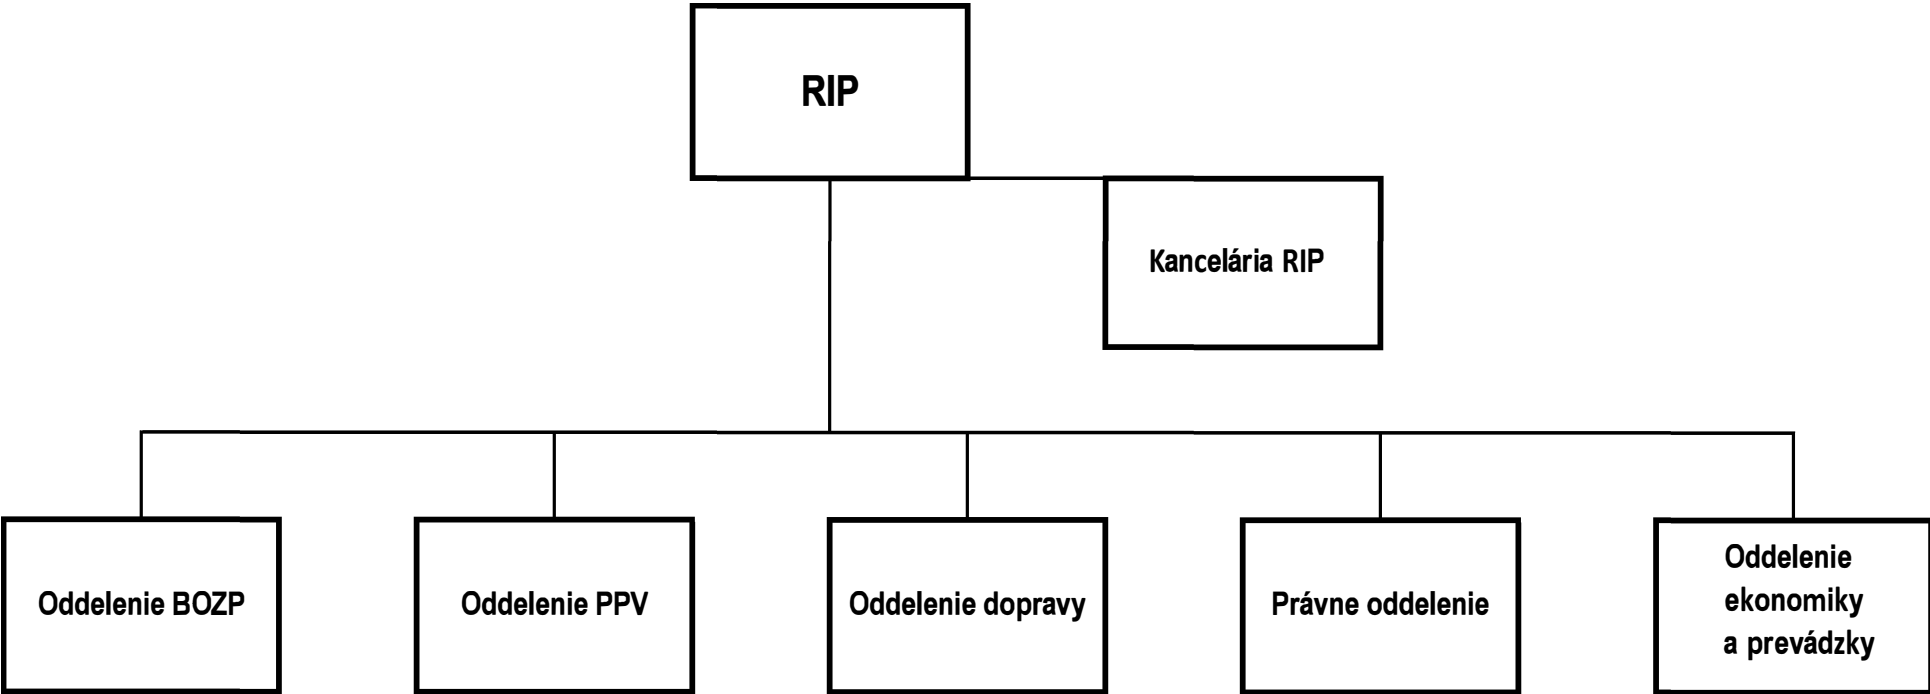 RIP
Kancelária RIP
Oddelenie BOZP
Oddelenie PPV
Oddelenie dopravy
Právne oddelenie
Oddelenie
ekonomiky
a prevádzky